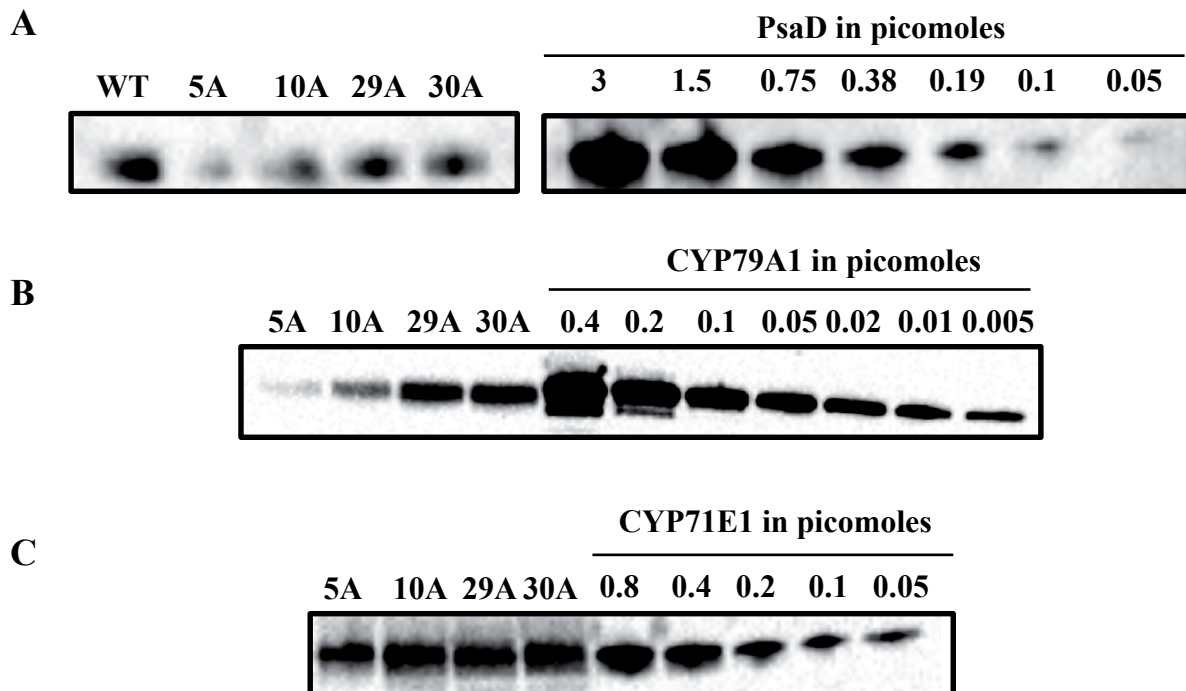 A
PsaD in picomoles
WT 5A 10A 29A 30A 3 1.5 0.75 0.38 0.19 0.1 0.05
CYP79A1 in picomoles
B
5A 10A 29A 30A 0.4 0.2 0.1 0.05 0.02 0.01 0.005
CYP71E1 in picomoles
C
5A 10A 29A 30A 0.8 0.4 0.2 0.1 0.05